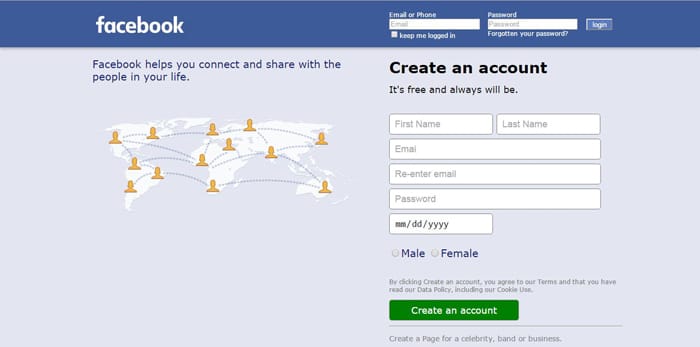 facebook
Email or Phone
Password
Email
Password
login
keep me logged in
Forgotten your password?
Facebook helps you connect and share with the
people in your life.
Create an account
It's free and always will be.
First Name
Last Name
Emai
Re-enter email
Password
mm/dd/yyyy
Male
Female
By clicking Create an account, you agree to our Terms and that you have
read our Data Policy, including our Cookie Use.
Create an account
Create a Page for a celebrity, band or business.